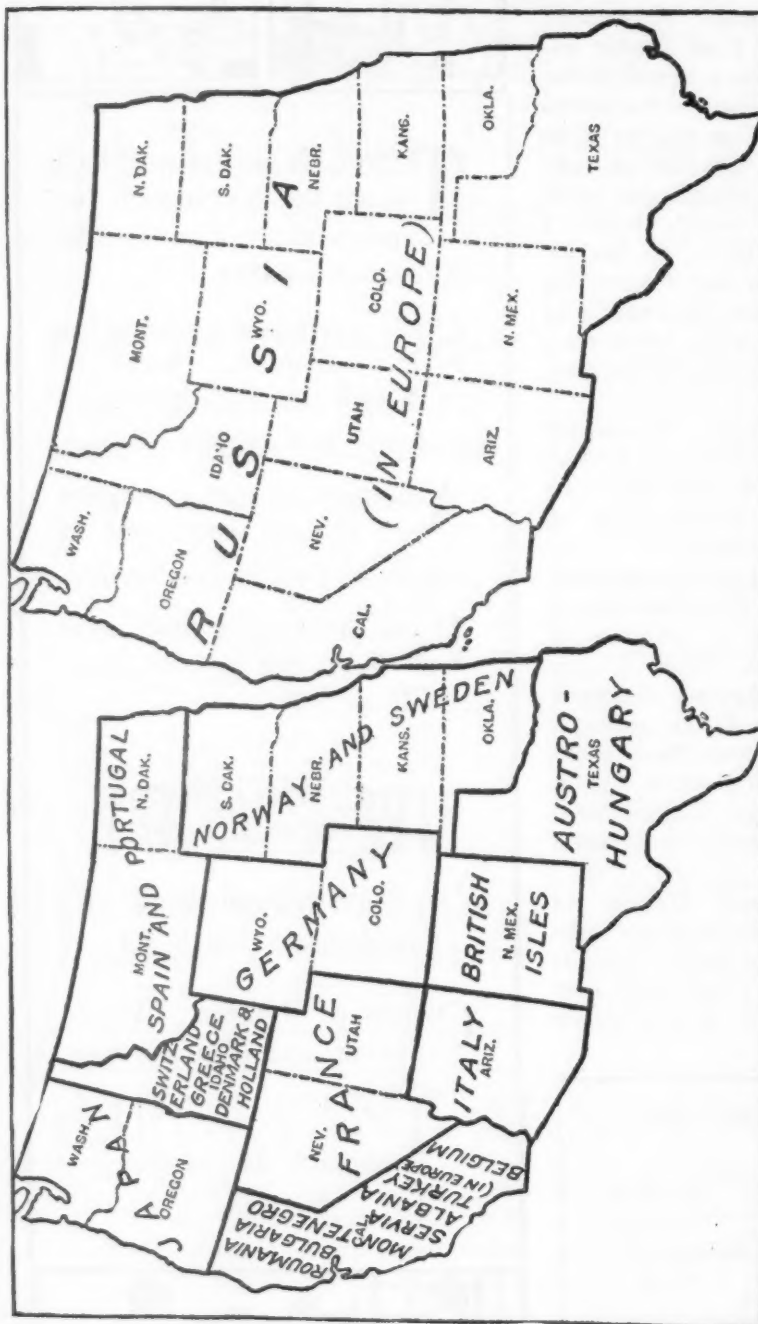 WASH.
OREGON
CAL.
NEV.
IDAHO
MONT.
WYO.
UTAH
COLO.
ARIZ.
N. MEX.
N. DAK.
S. DAK.
NEBR.
KANS.
OKLA.
TEXAS
RUSSIA
(IN EUROPE)
WASH.
OREGON
JAPAN
MONT.
N. DAK.
SPAIN AND PORTUGAL
SWITZ-
ERLAND
GREECE
IDAHO
DENMARK &
HOLLAND
WYO.
COLO.
GERMANY
S. DAK.
NEBR.
KANS.
OKLA.
NORWAY AND SWEDEN
NEV.
UTAH
FRANCE
ROUMANIA
BULGARIA
MONTENEGRO
CAL.
SERVIA
ALBANIA
TURKEY
(IN EUROPE)
BELGIUM
ITALY
ARIZ.
BRITISH
N. MEX.
ISLES
AUSTRO-
TEXAS
HUNGARY